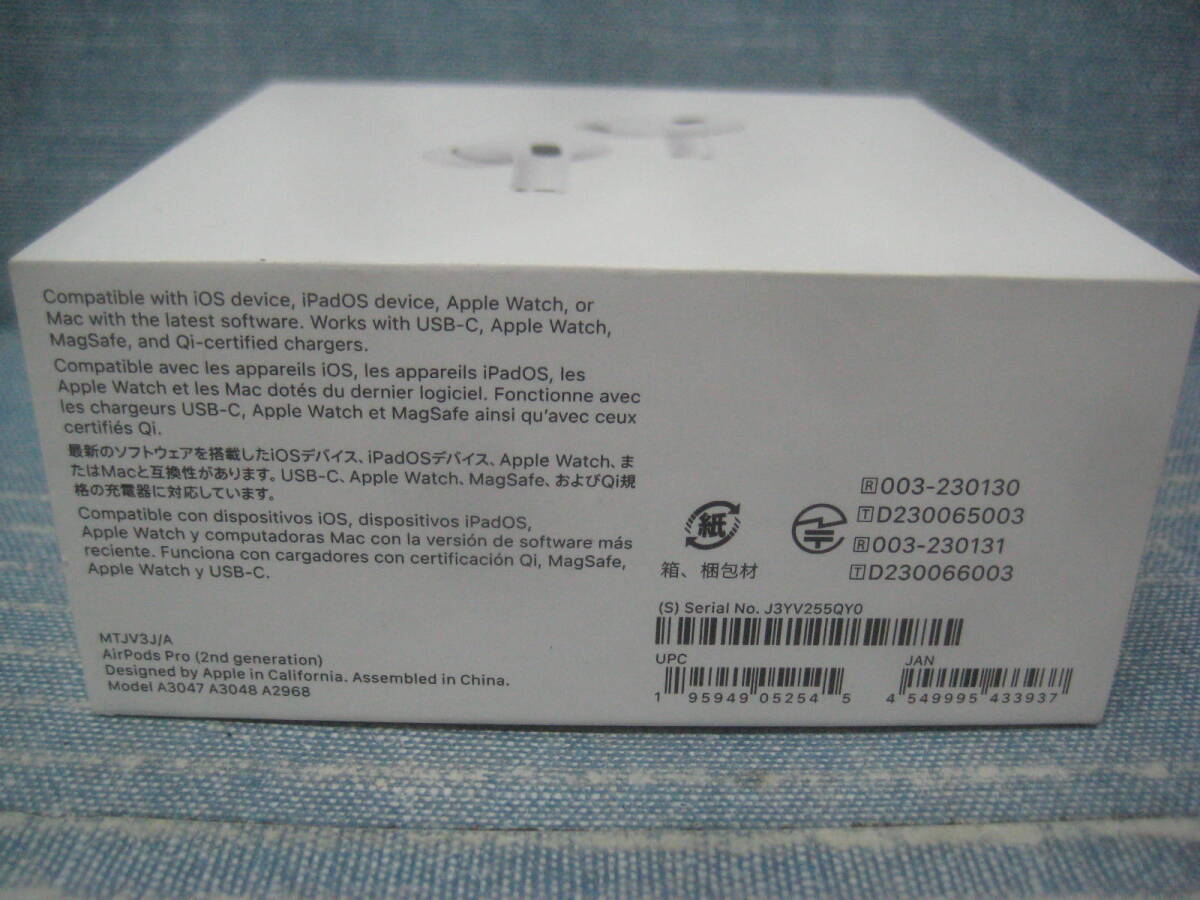 Compatible with iOS device, iPadOS device, Apple Watch, or
Mac with the latest software. Works with USB-C, Apple Watch,
MagSafe, and Qi-certified chargers.
Compatible avec les appareils iOS, les appareils iPadOS, les
Apple Watch et les Mac dotés du dernier logiciel. Fonctionne avec
les chargeurs USB-C, Apple Watch et MagSafe ainsi qu'avec ceux
certifiés Qi.
最新のソフトウェアを搭載したiOSデバイス、iPadOSデバイス、Apple Watch、ま
たはMacと互換性があります。USB-C、Apple Watch、MagSafe、およびQi規
格の充電器に対応しています。
Compatible con dispositivos iOS, dispositivos iPadOS,
Apple Watch y computadoras Mac con la versión de software más
reciente. Funciona con cargadores con certificación Qi, MagSafe,
Apple Watch y USB-C.
MTJV3J/A
AirPods Pro (2nd generation)
Designed by Apple in California. Assembled in China.
Model A3047 A3048 A2968
紙
箱、梱包材
R 003-230130
T D230065003
R 003-230131
T D230066003
(S) Serial No. J3YV255QY0
UPC
1 95949 05254 5
JAN
4 549995 433937